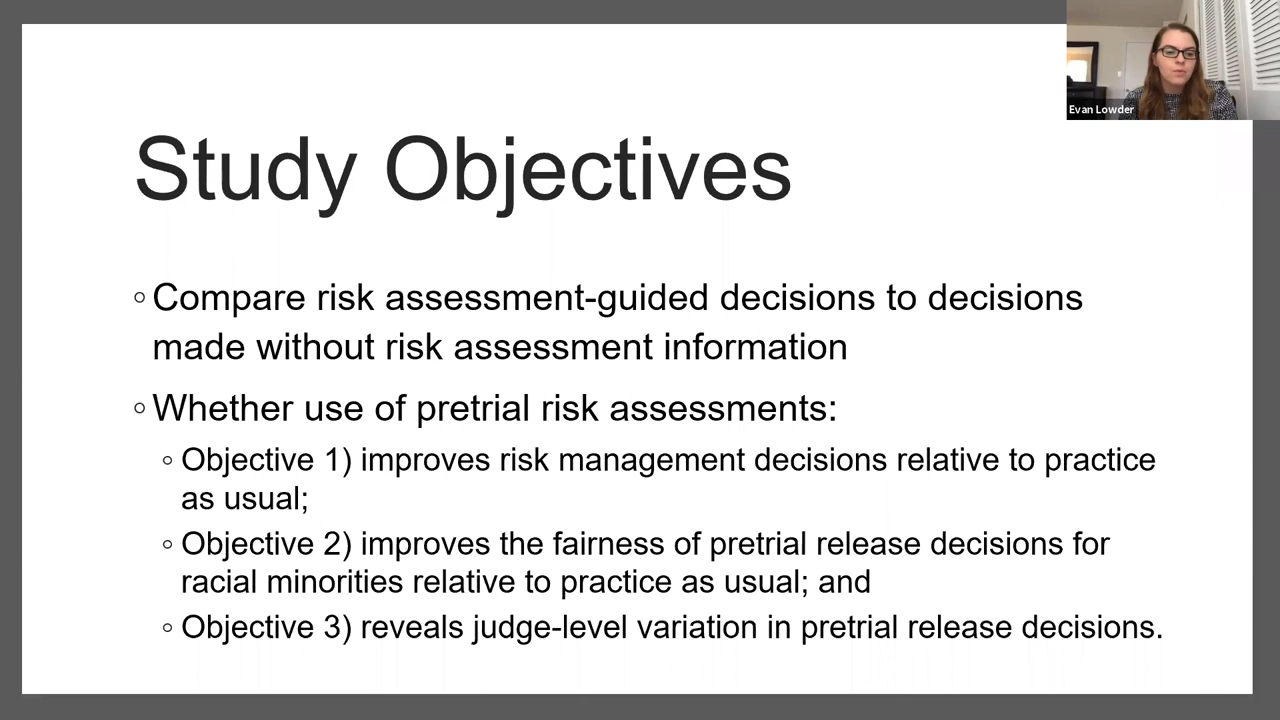 Evan Lowder
Study Objectives
◦ Compare risk assessment-guided decisions to decisions
made without risk assessment information
◦ Whether use of pretrial risk assessments:
◦ Objective 1) improves risk management decisions relative to practice
as usual;
◦ Objective 2) improves the fairness of pretrial release decisions for
racial minorities relative to practice as usual; and
◦ Objective 3) reveals judge-level variation in pretrial release decisions.